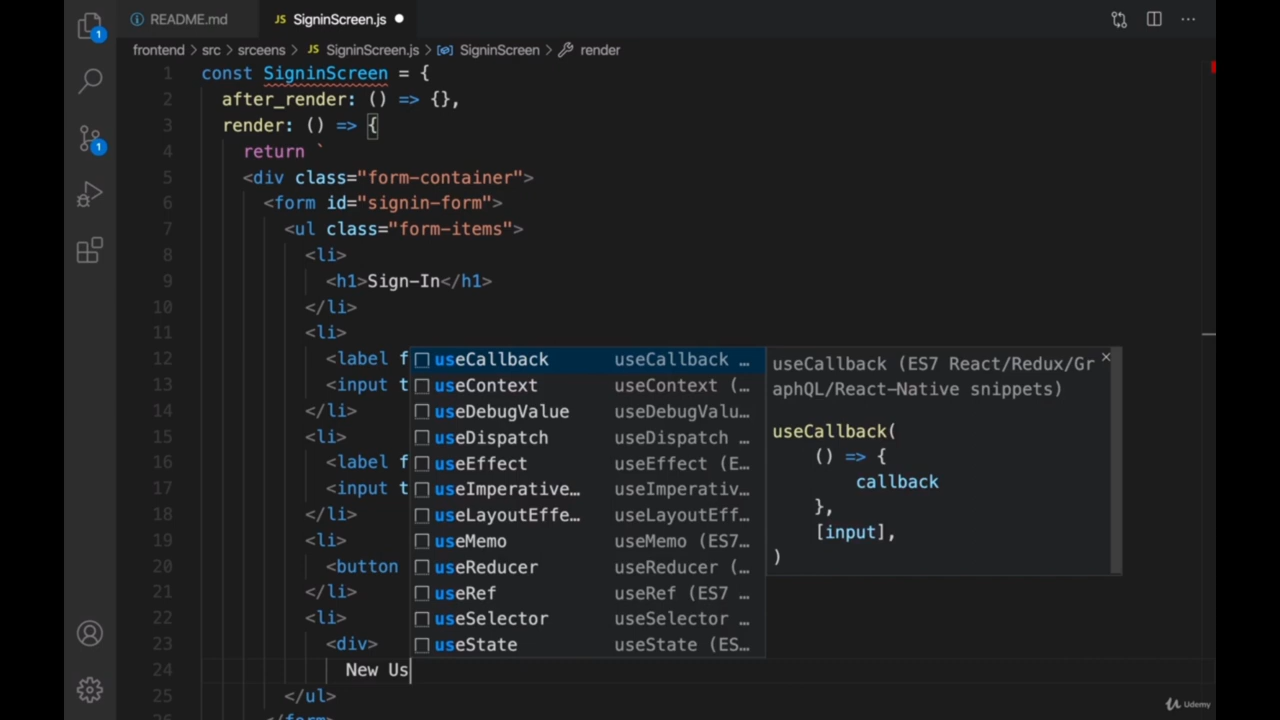 README.md
JS SigninScreen.js
frontend > src > srceens > JS SigninScreen.js > SigninScreen > render
1 const SigninScreen = {
2 after_render: () => {},
3 render: () => {
4 return `
5 <div class="form-container">
6 <form id="signin-form">
7 <ul class="form-items">
8 <li>
9 <h1>Sign-In</h1>
10 </li>
11 <li>
12 <label f
13 <input t
14 </li>
15 <li>
16 <label f
17 <input t
18 </li>
19 <li>
20 <button
21 </li>
22 <li>
23 <div>
24 New Us
25 </ul>
useCallback useCallback …
useContext useContext (…
useDebugValue useDebugValu…
useDispatch useDispatch …
useEffect useEffect (E…
useImperative… useImperativ…
useLayoutEffe… useLayoutEff…
useMemo useMemo (ES7…
useReducer useReducer (…
useRef useRef (ES7 …
useSelector useSelector …
useState useState (ES…
useCallback (ES7 React/Redux/Gr
aphQL/React-Native snippets)
useCallback(
() => {
callback
},
[input],
)
1
1
Udemy